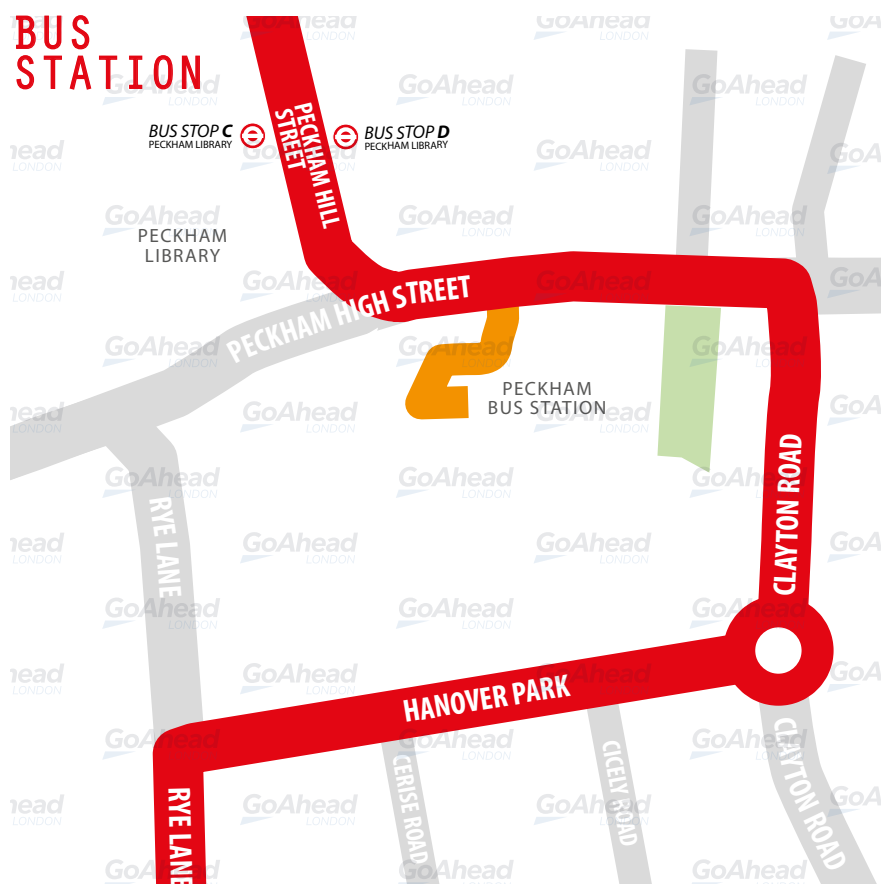 BUS
STATION
BUS STOP C
PECKHAM LIBRARY
BUS STOP D
PECKHAM LIBRARY
PECKHAM HILL
STREET
PECKHAM
LIBRARY
PECKHAM HIGH STREET
PECKHAM
BUS STATION
CLAYTON ROAD
RYE LANE
HANOVER PARK
CERISE ROAD
CICELY ROAD
CLAYTON ROAD
RYE LANE
GoAhead
LONDON